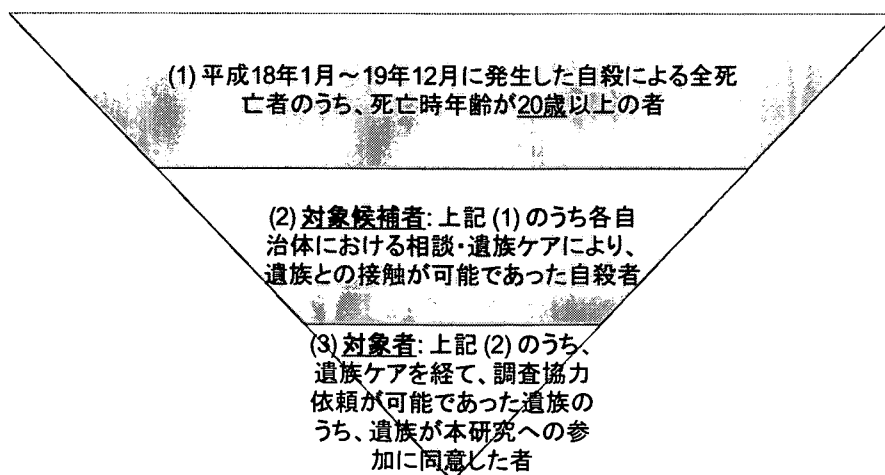 (1) 平成18年1月～19年12月に発生した自殺による全死
亡者のうち、死亡時年齢が20歳以上の者
(2) 対象候補者: 上記 (1) のうち各自
治体における相談・遺族ケアにより、
遺族との接触が可能であった自殺者
(3) 対象者: 上記 (2) のうち、
遺族ケアを経て、調査協力
依頼が可能であった遺族の
うち、遺族が本研究への参
加に同意した者